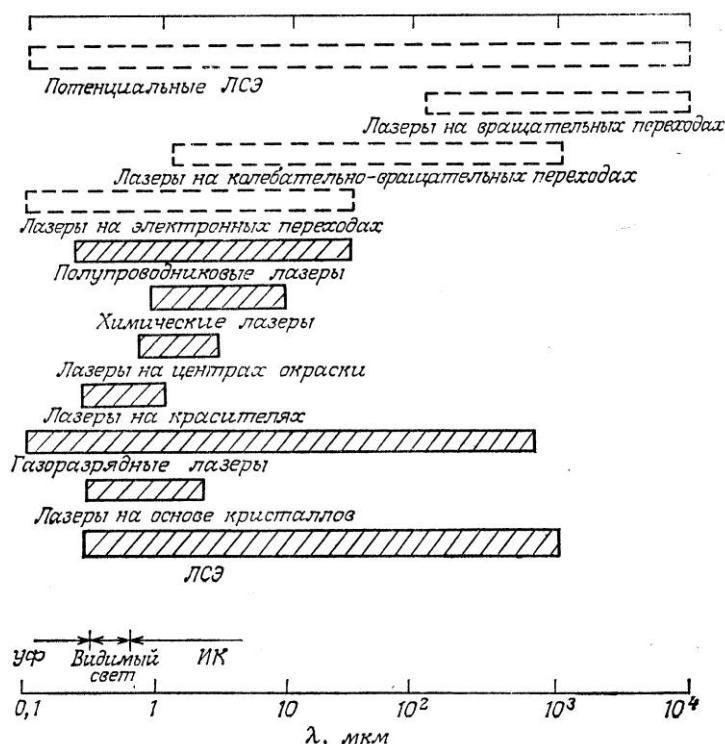 Потенциальные ЛСЭ
Лазеры на вращательных переходах
Лазеры на колебательно-вращательных переходах
Лазеры на электронных переходах
Полупроводниковые лазеры
Химические лазеры
Лазеры на центрах окраски
Лазеры на красителях
Газоразрядные лазеры
Лазеры на основе кристаллов
ЛСЭ
УФ Видимый свет ИК
0,1 1 10 10² 10³ 10⁴
λ, мкм